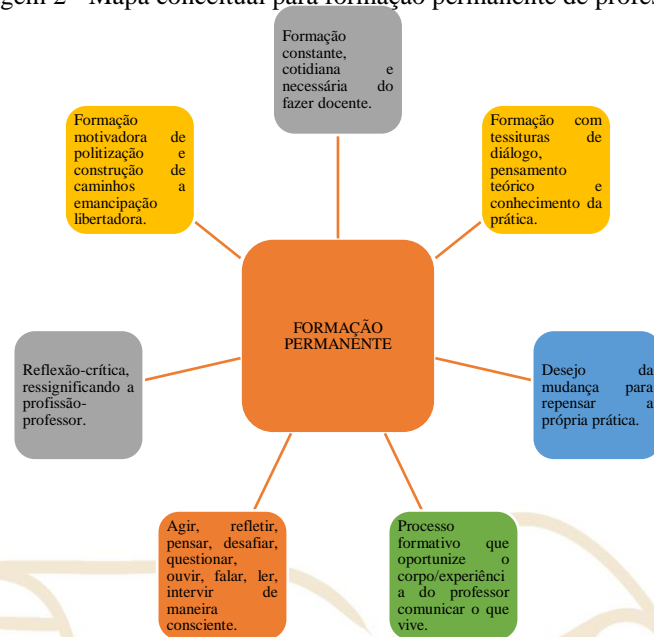 gem 2 - Mapa conceitual para formação permanente de profes
Formação
constante,
cotidiana e
necessária do
fazer docente.
Formação
motivadora de
politização e
construção de
caminhos a
emancipação
libertadora.
Formação com
tessituras de
diálogo,
pensamento
teórico e
conhecimento da
prática.
FORMAÇÃO
PERMANENTE
Reflexão-crítica,
ressignificando a
profissão-
professor.
Desejo da
mudança para
repensar a
própria prática.
Agir, refletir,
pensar, desafiar,
questionar,
ouvir, falar, ler,
intervir de
maneira
consciente.
Processo
formativo que
oportunize o
corpo/experiênci
a do professor
comunicar o que
vive.